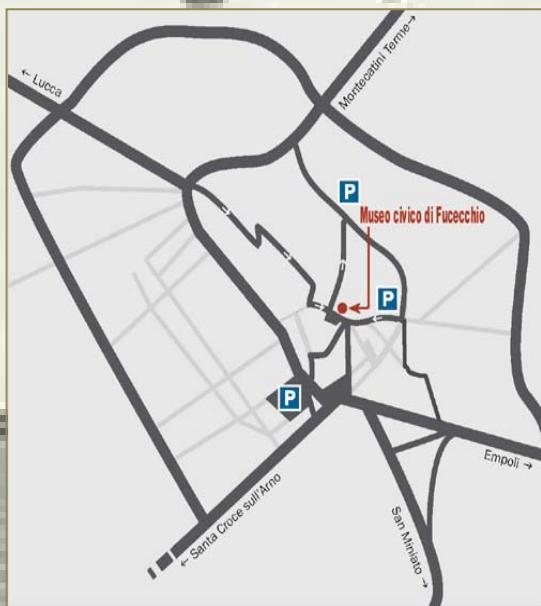 ← Lucca
Montecatini Terme→
P
Museo civico di Fucecchio
P
P
Empoli →
← Santa Croce sull'Arno
San Miniato →